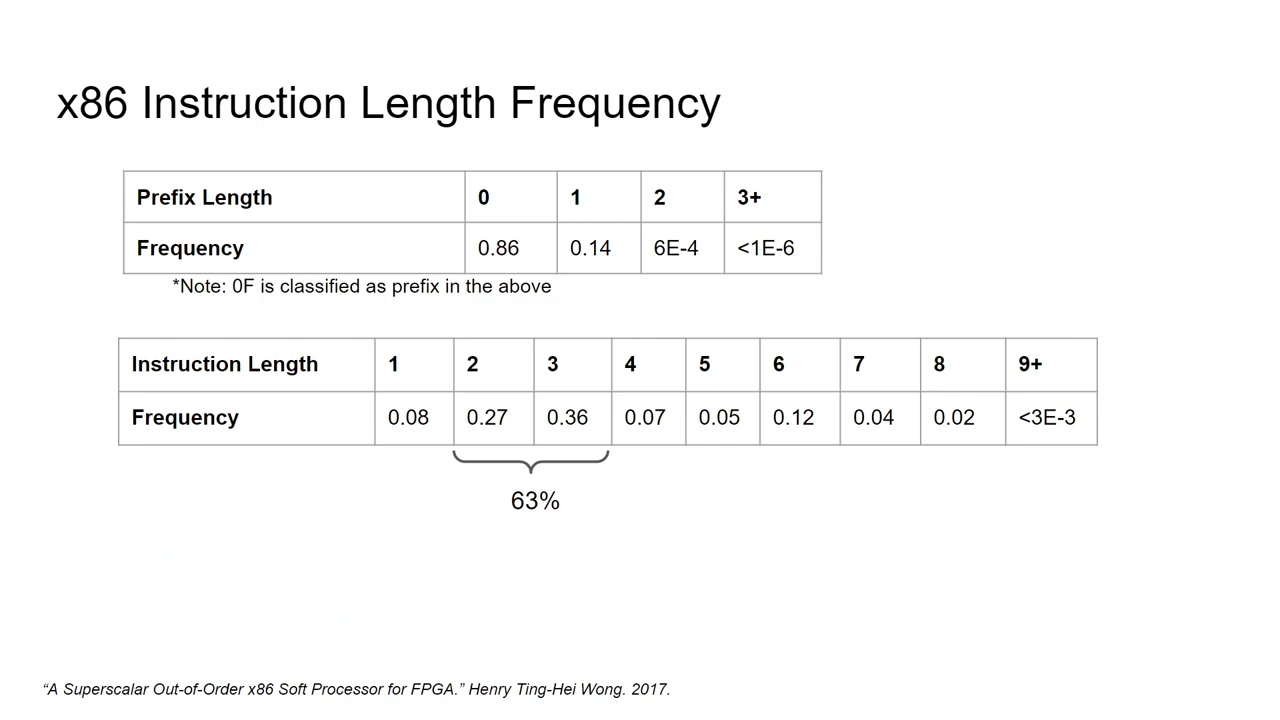 x86 Instruction Length Frequency
Prefix Length 0 1 2 3+
Frequency 0.86 0.14 6E-4 <1E-6
*Note: 0F is classified as prefix in the above
Instruction Length 1 2 3 4 5 6 7 8 9+
Frequency 0.08 0.27 0.36 0.07 0.05 0.12 0.04 0.02 <3E-3
63%
“A Superscalar Out-of-Order x86 Soft Processor for FPGA.” Henry Ting-Hei Wong. 2017.